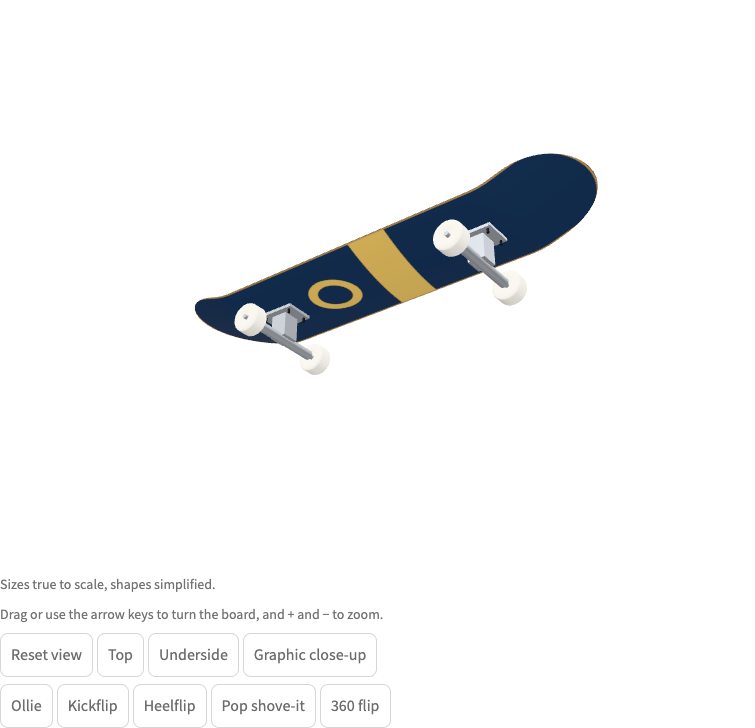 Sizes true to scale, shapes simplified.
Drag or use the arrow keys to turn the board, and + and − to zoom.
Reset view Top Underside Graphic close-up
Ollie Kickflip Heelflip Pop shove-it 360 flip